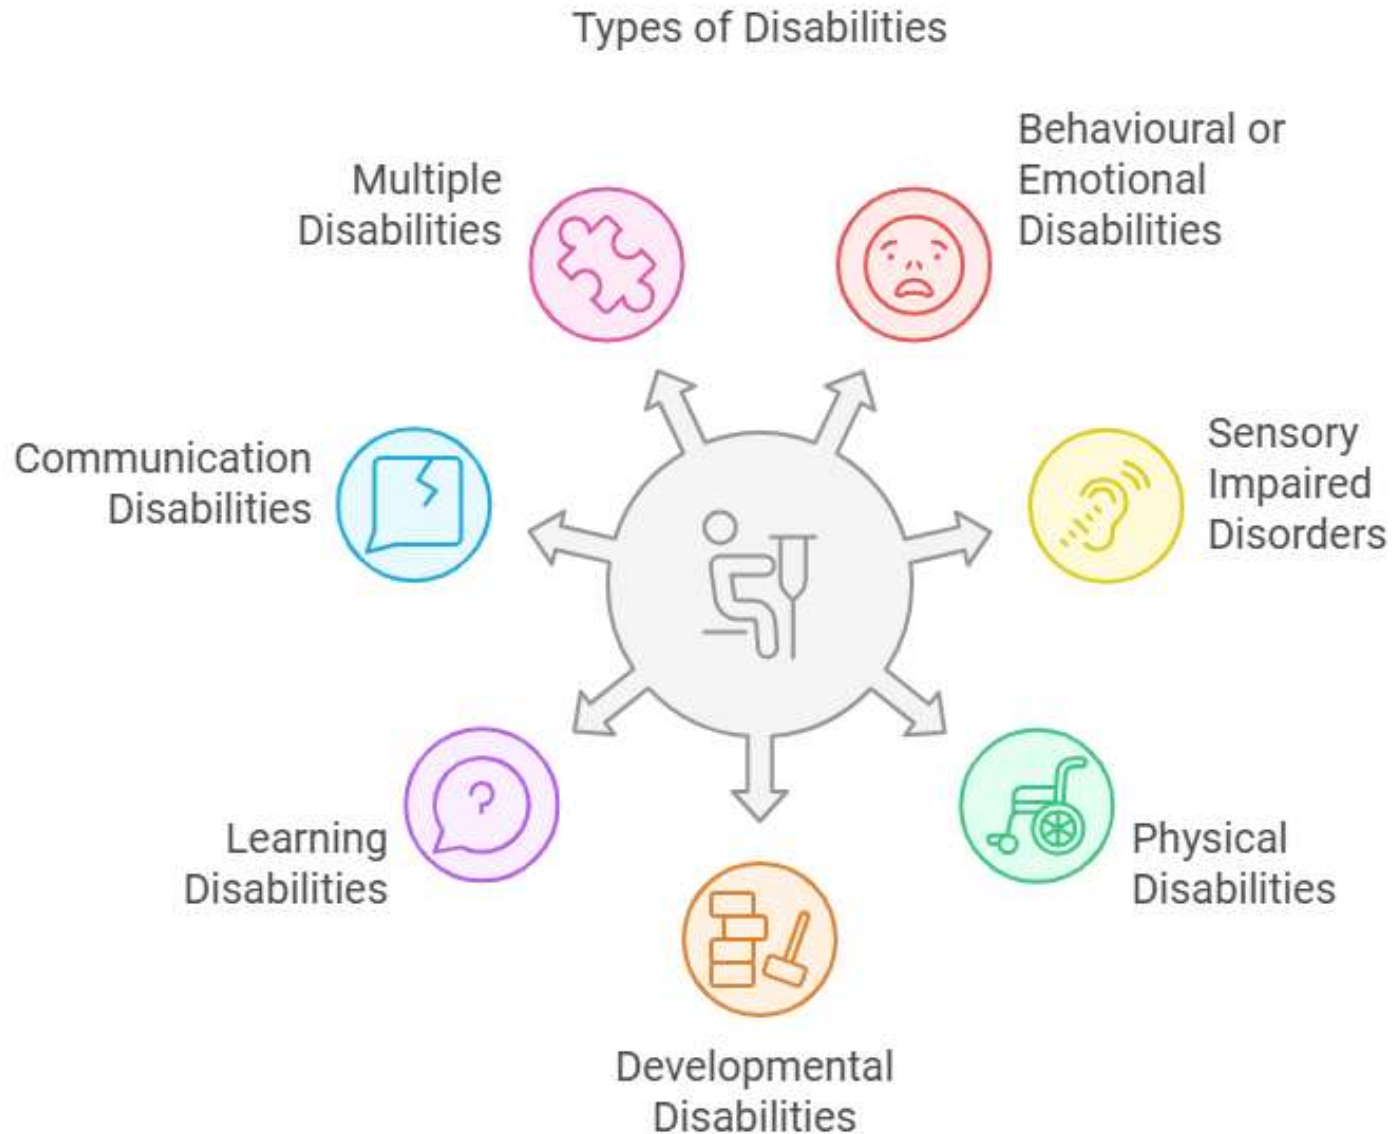 Types of Disabilities
Behavioural or
Emotional
Disabilities
Multiple
Disabilities
Sensory
Impaired
Disorders
Communication
Disabilities
Learning
Disabilities
Physical
Disabilities
Developmental
Disabilities